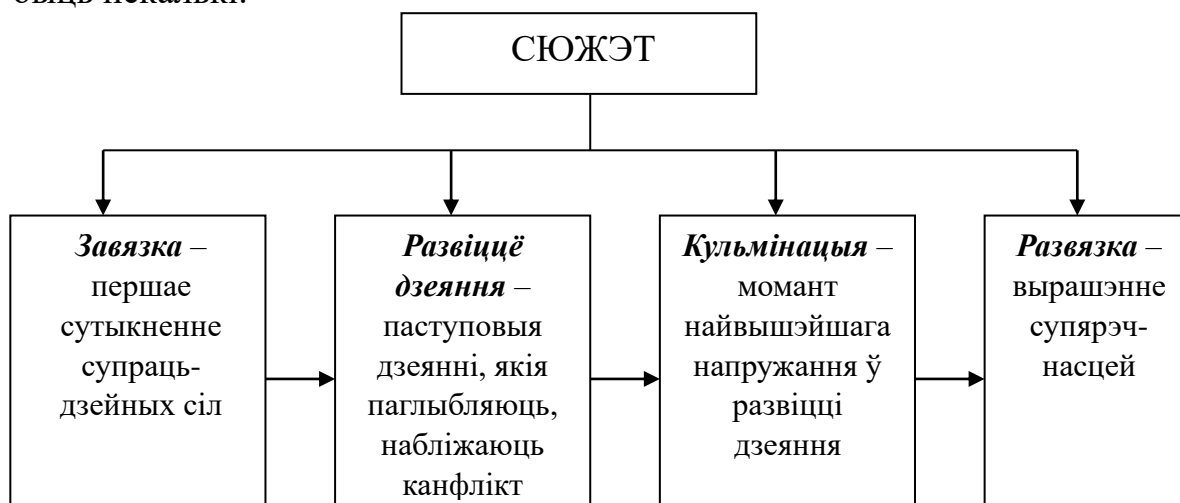 СЮЖЭТ
Завязка –
першае
сутыкненне
супраць-
дзейных сіл
Развіццё
дзеяння –
паступовыя
дзеянні, якія
паглыбляюць,
набліжаюць
канфлікт
Кульмінацыя –
момант
найвышэйшага
напружання ў
развіцці
дзеяння
Развязка –
вырашэнне
супярэч-
насцей